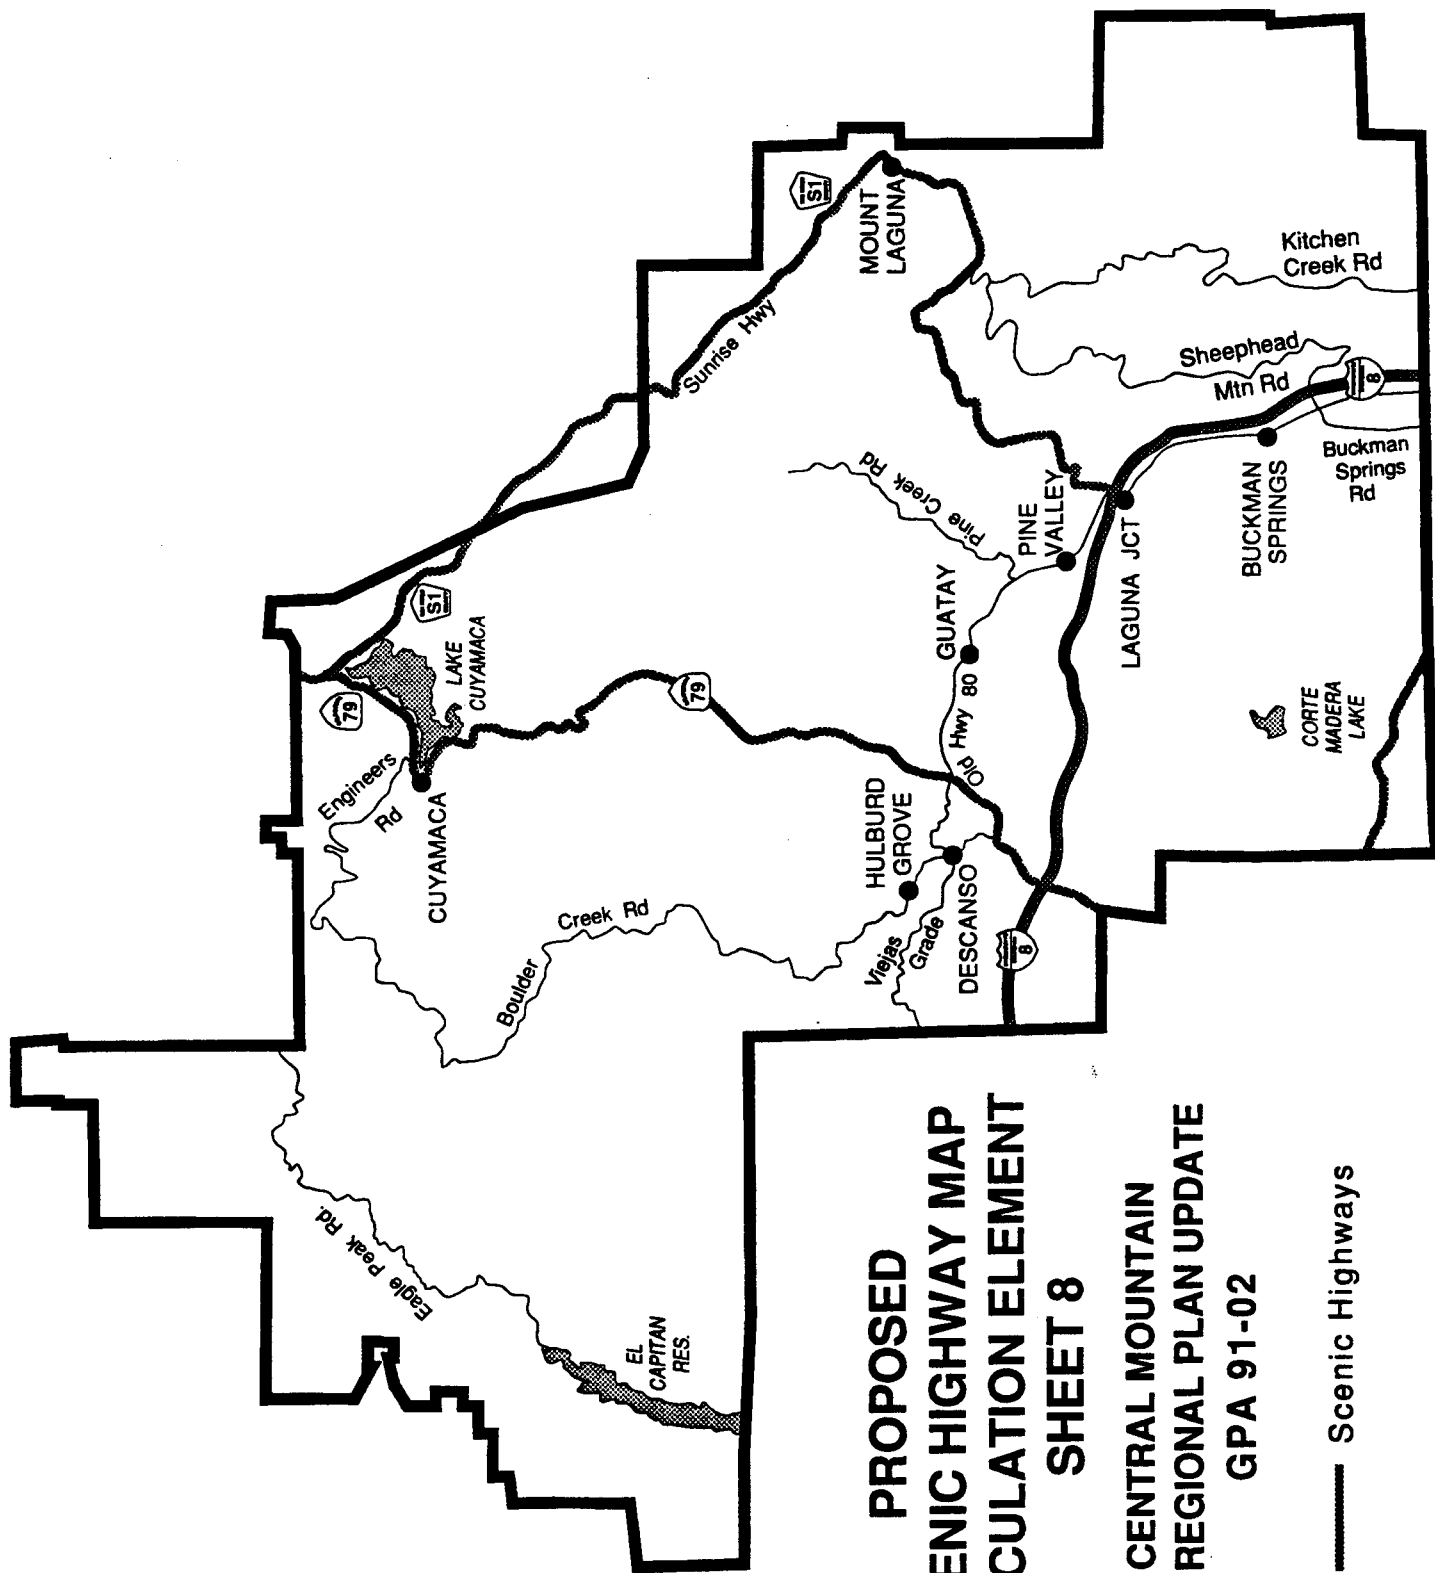 PROPOSED
ENIC HIGHWAY MAP
CULATION ELEMENT
SHEET 8
CENTRAL MOUNTAIN
REGIONAL PLAN UPDATE
GPA 91-02
Scenic Highways
Eagle Peak Rd.
EL
CAPITAN
RES.
Boulder
Creek Rd
Engineers
Rd
CUYAMACA
79
LAKE
CUYAMACA
S1
79
Sunrise Hwy
S1
MOUNT
LAGUNA
HULBURD
GROVE
Viejas
Grade
DESCANSO
8
Old Hwy 80
GUATAY
Pine Creek Rd
PINE
VALLEY
LAGUNA JCT
Kitchen
Creek Rd
Sheephead
Mtn Rd
8
BUCKMAN
SPRINGS
Buckman
Springs
Rd
CORTE
MADERA
LAKE